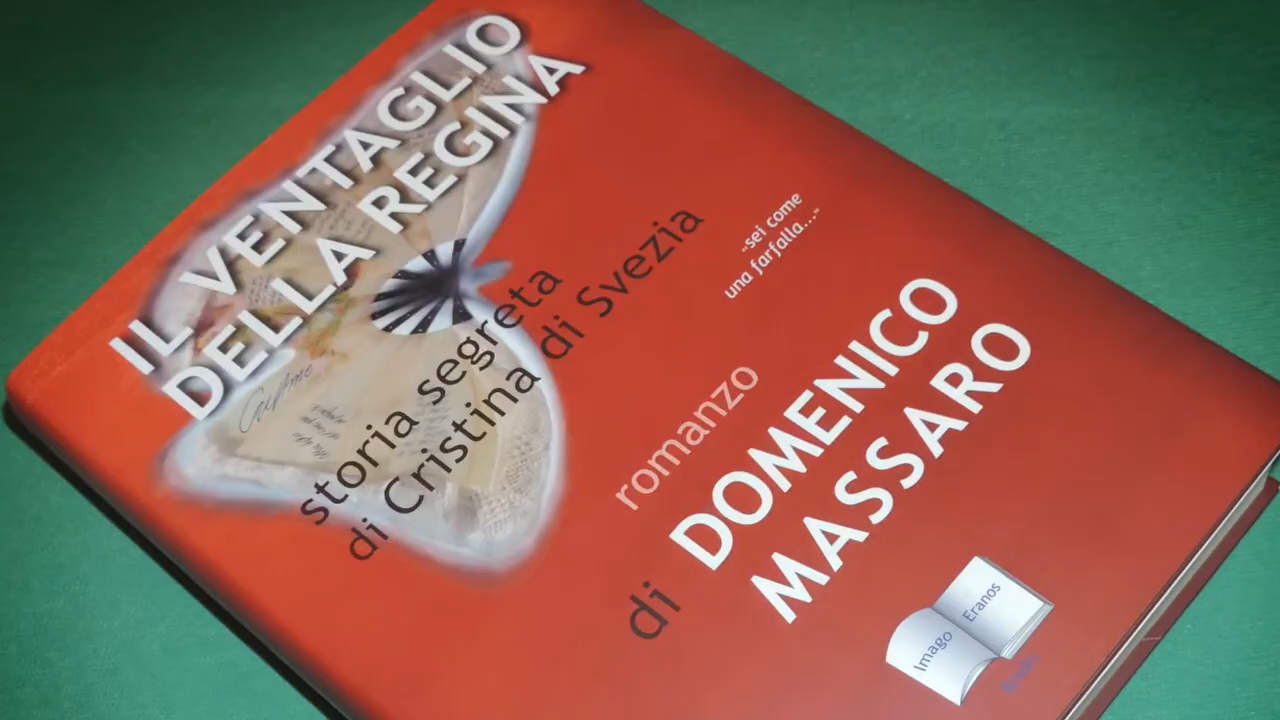 IL VENTAGLIO
DELLA REGINA
storia segreta
di Cristina di Svezia
„sei come
una farfalla...”
romanzo
di DOMENICO
MASSARO
Imago
Eranos